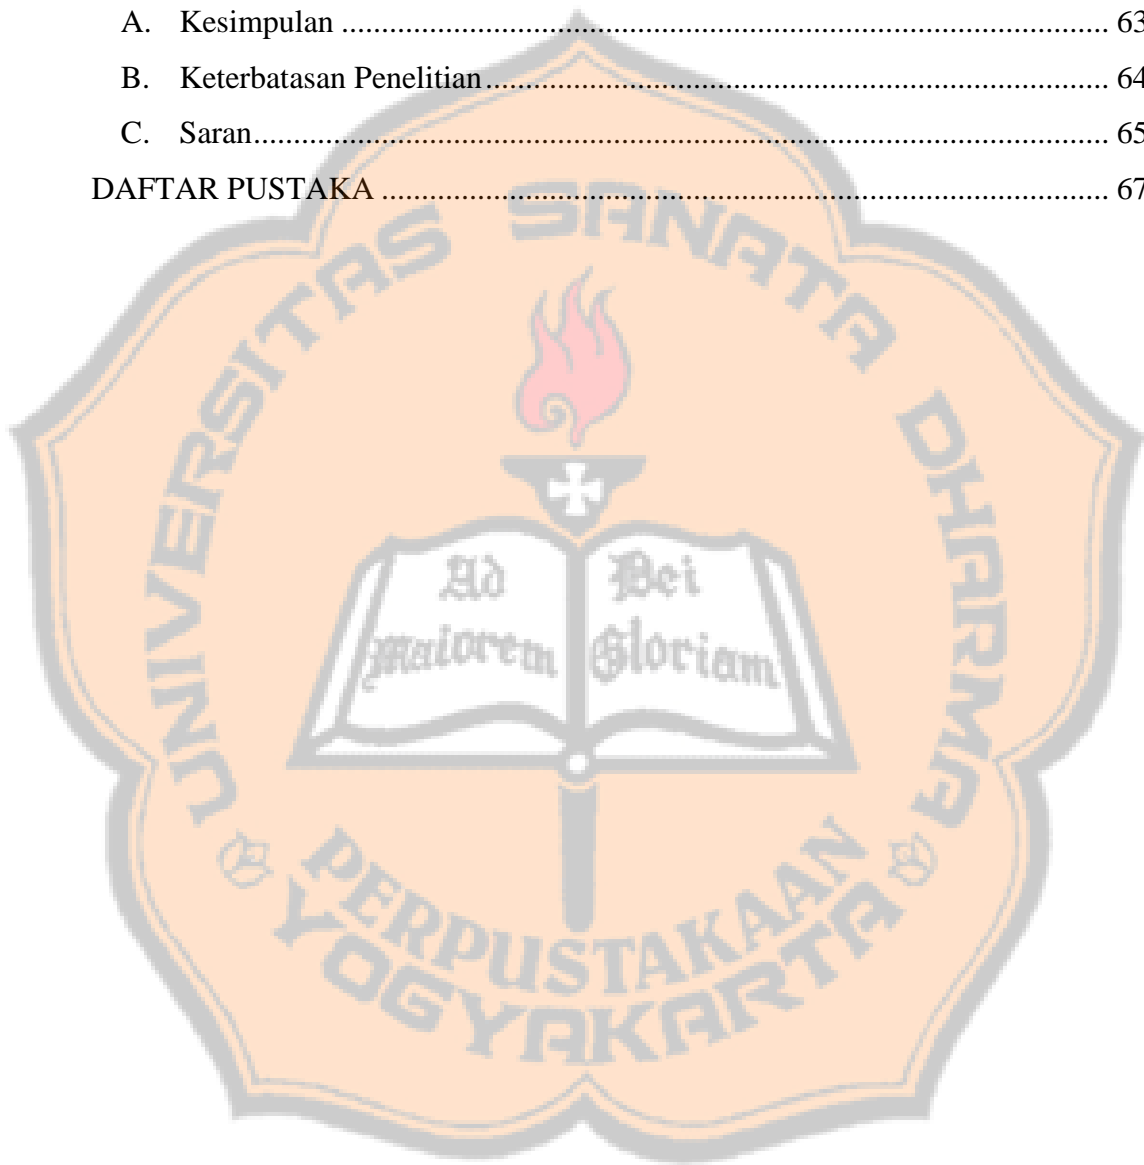 A. Kesimpulan ............................................................................................... 63
B. Keterbatasan Penelitian ............................................................................. 64
C. Saran .......................................................................................................... 65
DAFTAR PUSTAKA .......................................................................................... 67
UNIVERSITAS SANATA DHARMA
Ad Dei
Maiorem Gloriam
PERPUSTAKAAN
YOGYAKARTA